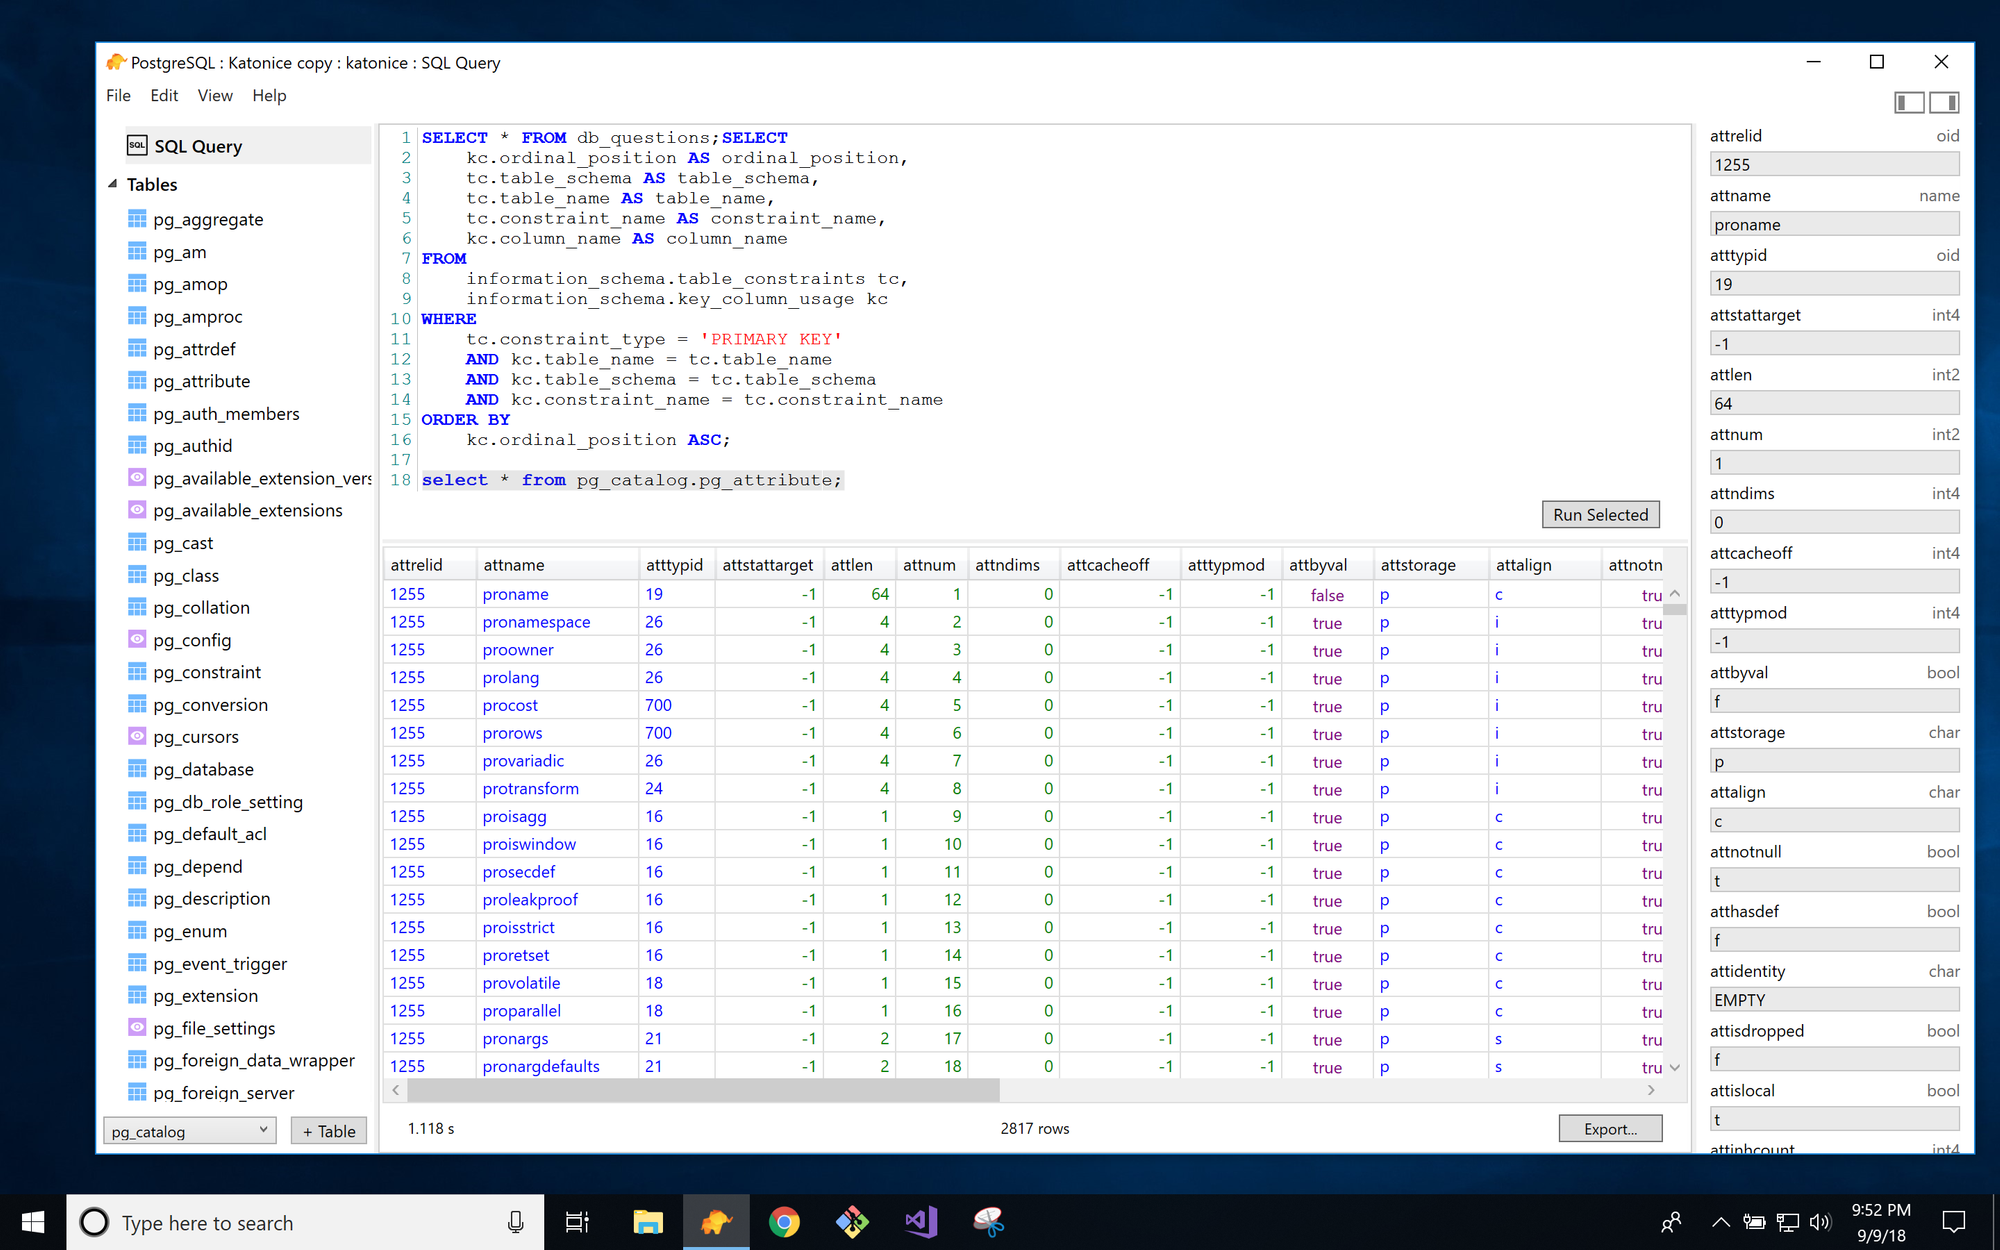 PostgreSQL : Katonice copy : katonice : SQL Query
File Edit View Help
SQL SQL Query
Tables
pg_aggregate
pg_am
pg_amop
pg_amproc
pg_attrdef
pg_attribute
pg_auth_members
pg_authid
pg_available_extension_vers
pg_available_extensions
pg_cast
pg_class
pg_collation
pg_config
pg_constraint
pg_conversion
pg_cursors
pg_database
pg_db_role_setting
pg_default_acl
pg_depend
pg_description
pg_enum
pg_event_trigger
pg_extension
pg_file_settings
pg_foreign_data_wrapper
pg_foreign_server
pg_catalog + Table
1 SELECT * FROM db_questions;SELECT
2 kc.ordinal_position AS ordinal_position,
3 tc.table_schema AS table_schema,
4 tc.table_name AS table_name,
5 tc.constraint_name AS constraint_name,
6 kc.column_name AS column_name
7 FROM
8 information_schema.table_constraints tc,
9 information_schema.key_column_usage kc
10 WHERE
11 tc.constraint_type = 'PRIMARY KEY'
12 AND kc.table_name = tc.table_name
13 AND kc.table_schema = tc.table_schema
14 AND kc.constraint_name = tc.constraint_name
15 ORDER BY
16 kc.ordinal_position ASC;
17
18 select * from pg_catalog.pg_attribute;
Run Selected
attrelid attname atttypid attstattarget attlen attnum attndims attcacheoff atttypmod attbyval attstorage attalign attnotn
1255 proname 19 -1 64 1 0 -1 -1 false p c tru
1255 pronamespace 26 -1 4 2 0 -1 -1 true p i tru
1255 proowner 26 -1 4 3 0 -1 -1 true p i tru
1255 prolang 26 -1 4 4 0 -1 -1 true p i tru
1255 procost 700 -1 4 5 0 -1 -1 true p i tru
1255 prorows 700 -1 4 6 0 -1 -1 true p i tru
1255 provariadic 26 -1 4 7 0 -1 -1 true p i tru
1255 protransform 24 -1 4 8 0 -1 -1 true p i tru
1255 proisagg 16 -1 1 9 0 -1 -1 true p c tru
1255 proiswindow 16 -1 1 10 0 -1 -1 true p c tru
1255 prosecdef 16 -1 1 11 0 -1 -1 true p c tru
1255 proleakproof 16 -1 1 12 0 -1 -1 true p c tru
1255 proisstrict 16 -1 1 13 0 -1 -1 true p c tru
1255 proretset 16 -1 1 14 0 -1 -1 true p c tru
1255 provolatile 18 -1 1 15 0 -1 -1 true p c tru
1255 proparallel 18 -1 1 16 0 -1 -1 true p c tru
1255 pronargs 21 -1 2 17 0 -1 -1 true p s tru
1255 pronargdefaults 21 -1 2 18 0 -1 -1 true p s tru
1.118 s 2817 rows Export...
attrelid oid
1255
attname name
proname
atttypid oid
19
attstattarget int4
-1
attlen int2
64
attnum int2
1
attndims int4
0
attcacheoff int4
-1
atttypmod int4
-1
attbyval bool
f
attstorage char
p
attalign char
c
attnotnull bool
t
atthasdef bool
f
attidentity char
EMPTY
attisdropped bool
f
attislocal bool
t
attinhcount int4
Type here to search
9:52 PM
9/9/18